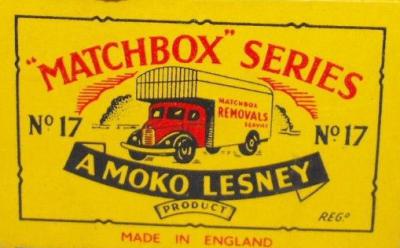 "MATCHBOX" SERIES
MATCHBOX
REMOVALS
SERVICE
No 17
No 17
A MOKO LESNEY
PRODUCT
REGD
MADE IN ENGLAND